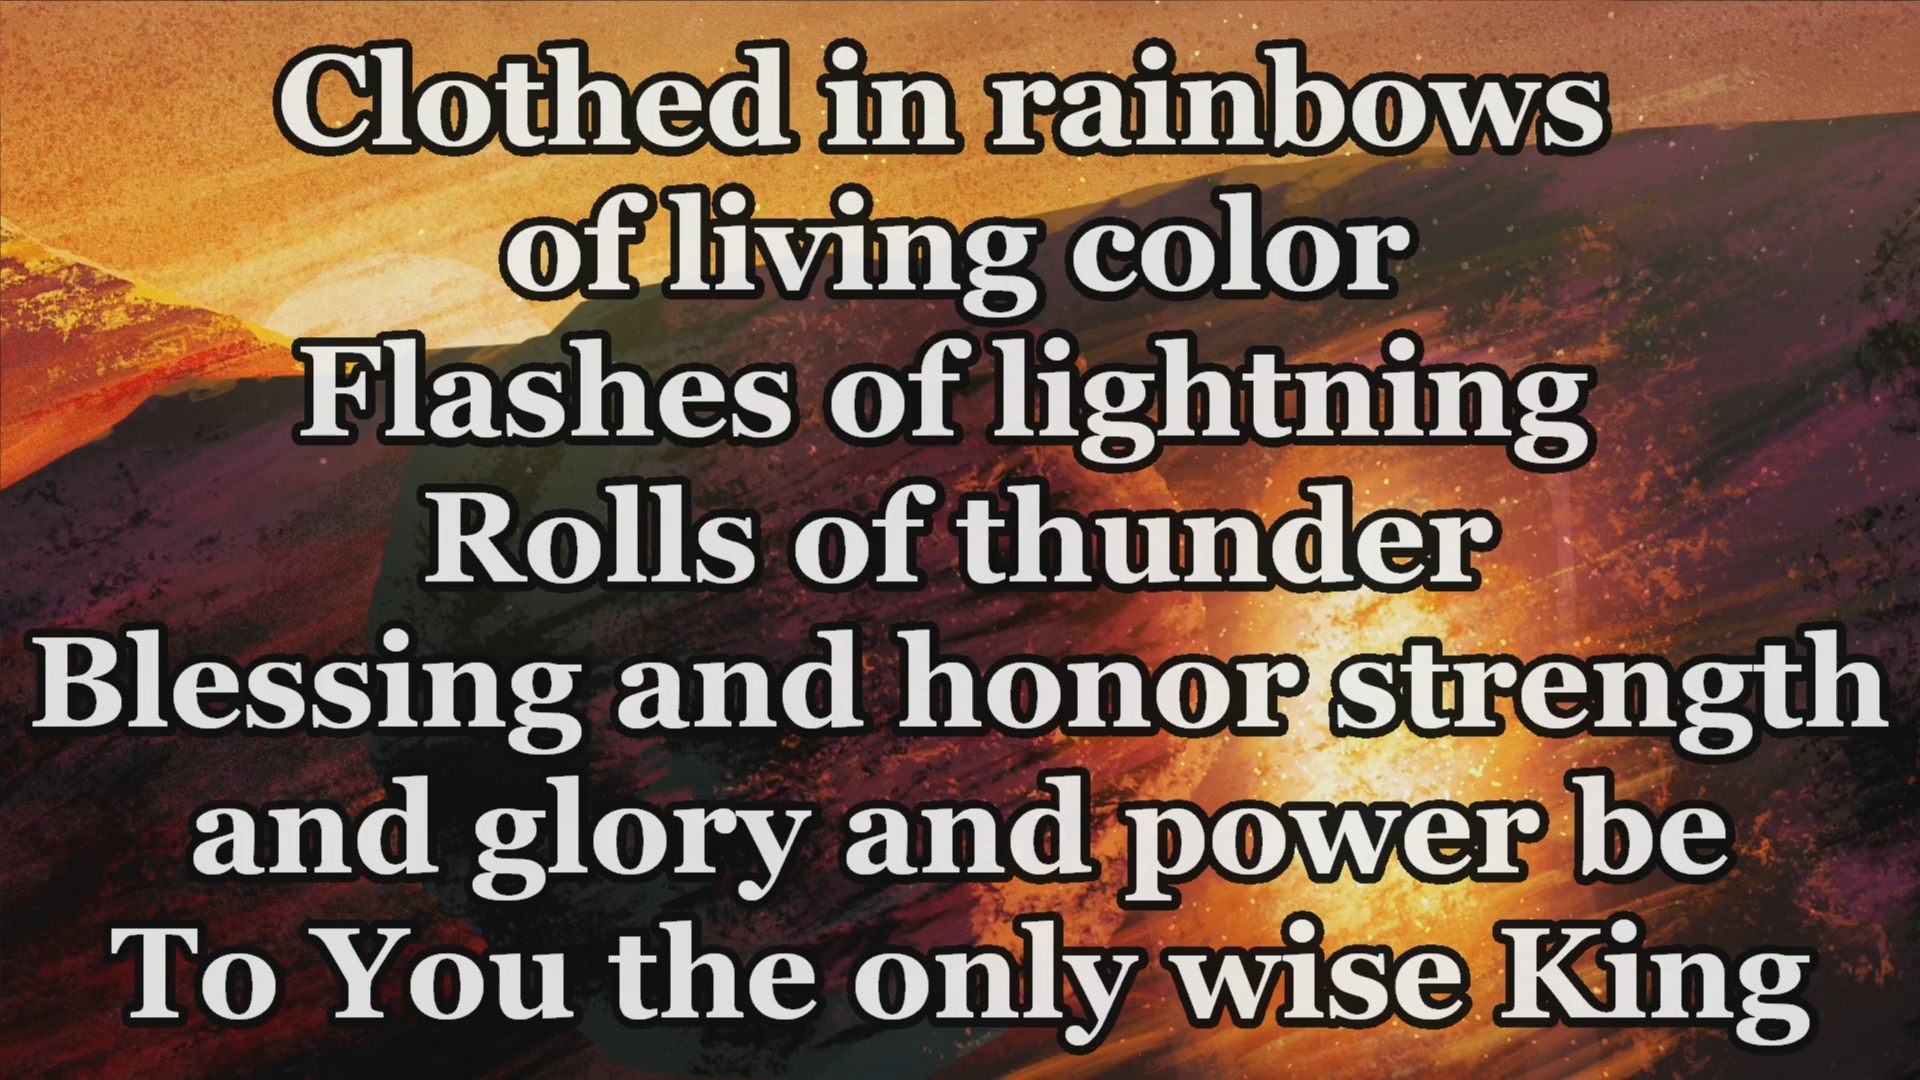 Clothed in rainbows
of living color
Flashes of lightning
Rolls of thunder
Blessing and honor strength
and glory and power be
To You the only wise King